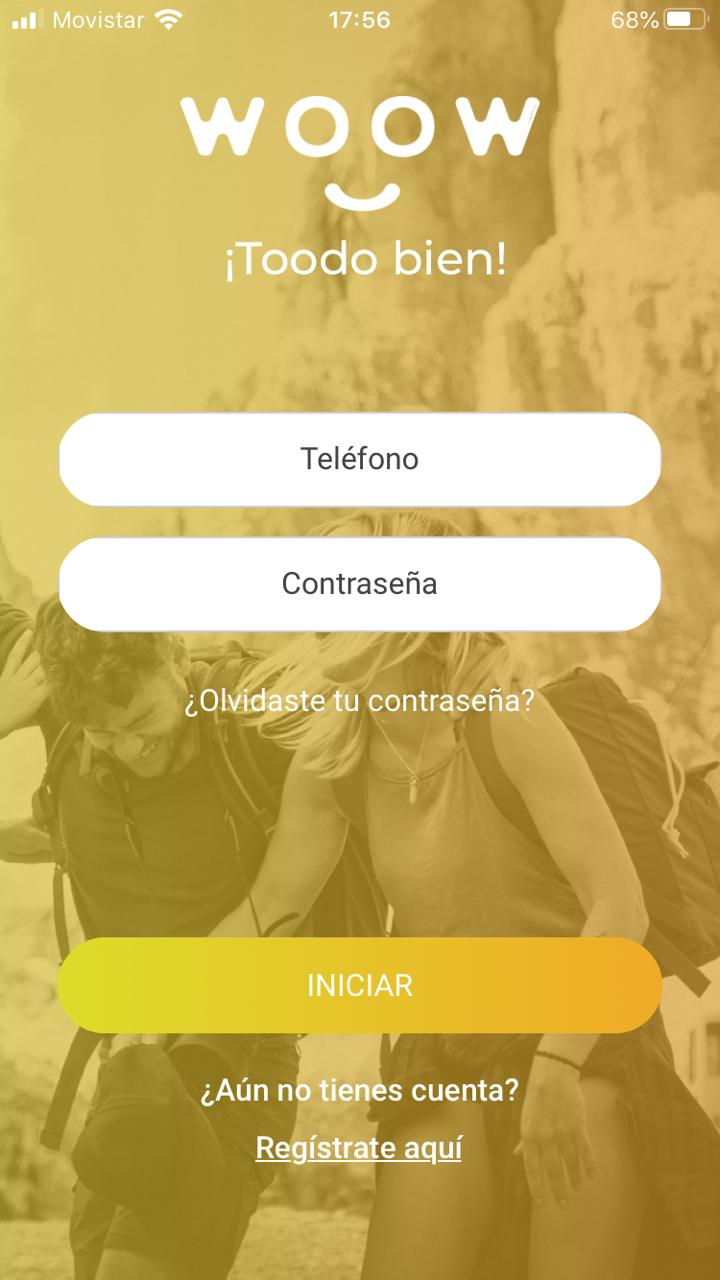 Movistar 17:56 68%
WOOW
¡Toodo bien!
Teléfono
Contraseña
¿Olvidaste tu contraseña?
INICIAR
¿Aún no tienes cuenta?
Regístrate aquí